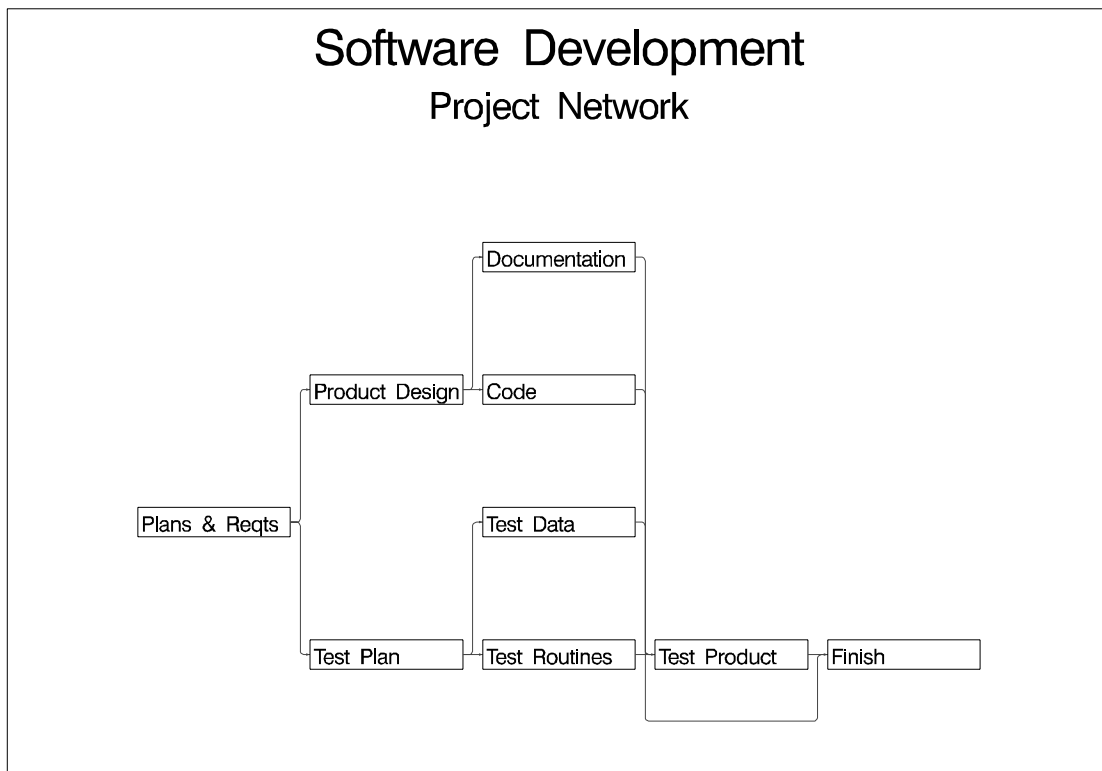 Software Development
Project Network
Documentation
Product Design
Code
Plans & Reqts
Test Data
Test Plan
Test Routines
Test Product
Finish